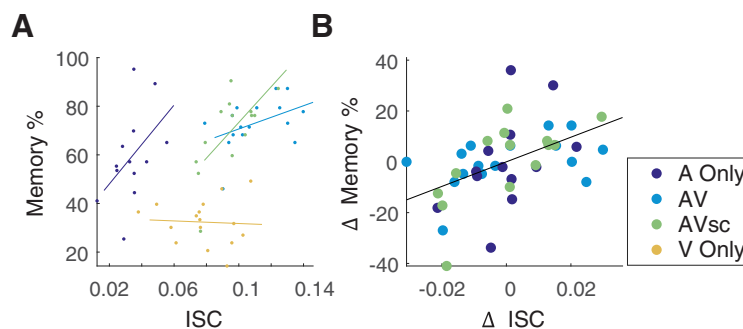 A
B
100
80
60
40
20
Memory %
0.02
0.06
0.1
0.14
ISC
40
20
0
-20
-40
Δ Memory %
-0.02
0
0.02
Δ ISC
A Only
AV
AVsc
V Only